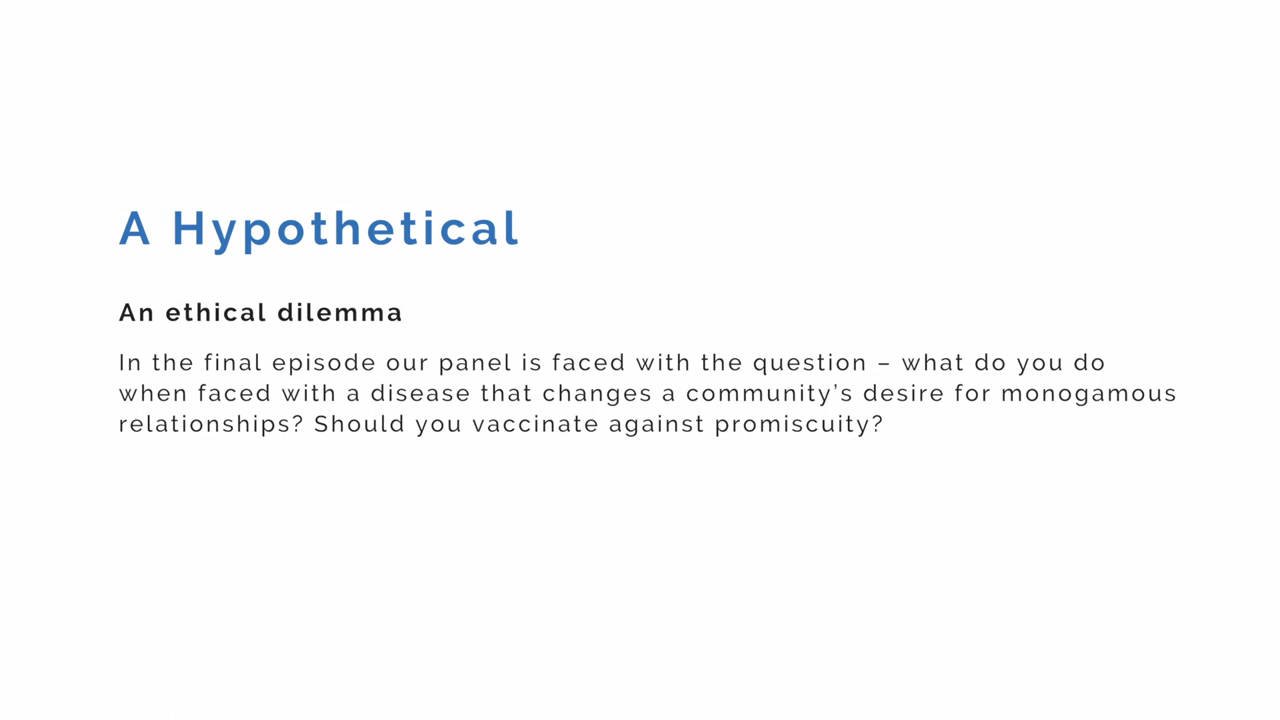 A Hypothetical
An ethical dilemma
In the final episode our panel is faced with the question – what do you do
when faced with a disease that changes a community’s desire for monogamous
relationships? Should you vaccinate against promiscuity?